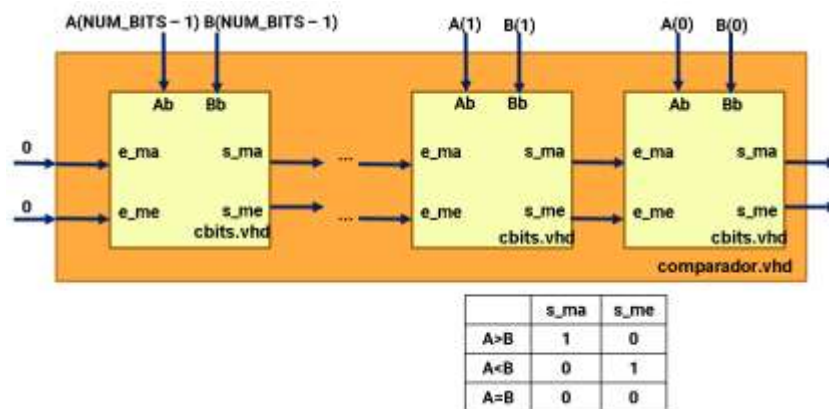 A(NUM_BITS – 1) B(NUM_BITS – 1) A(1) B(1) A(0) B(0)
Ab Bb Ab Bb Ab Bb
0 e_ma s_ma ... e_ma s_ma e_ma s_ma
0 e_me s_me ... e_me s_me e_me s_me
cbits.vhd cbits.vhd cbits.vhd
comparador.vhd
s_ma s_me
A>B 1 0
A<B 0 1
A=B 0 0